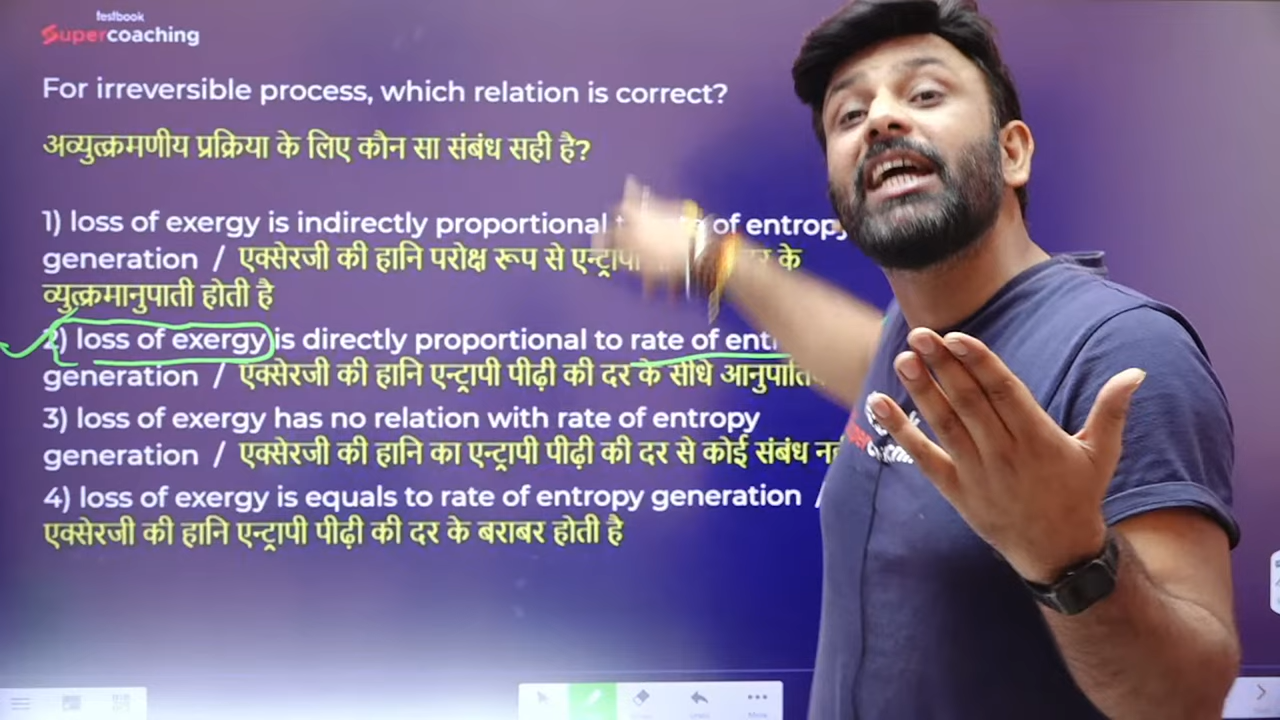 testbook
Supercoaching
For irreversible process, which relation is correct?
अव्युत्क्रमणीय प्रक्रिया के लिए कौन सा संबंध सही है?
1) loss of exergy is indirectly proportional of entropy
generation / एक्सेरजी की हानि परोक्ष रूप से के
व्युत्क्रमानुपाती होती है
2) loss of exergy is directly proportional to rate of
generation / एक्सेरजी की हानि एन्ट्रापी पीढ़ी की दर के सीधे
3) loss of exergy has no relation with rate of entropy
generation / एक्सेरजी की हानि का एन्ट्रापी पीढ़ी की दर से कोई संबंध
4) loss of exergy is equals to rate of entropy generation /
एक्सेरजी की हानि एन्ट्रापी पीढ़ी की दर के बराबर होती है